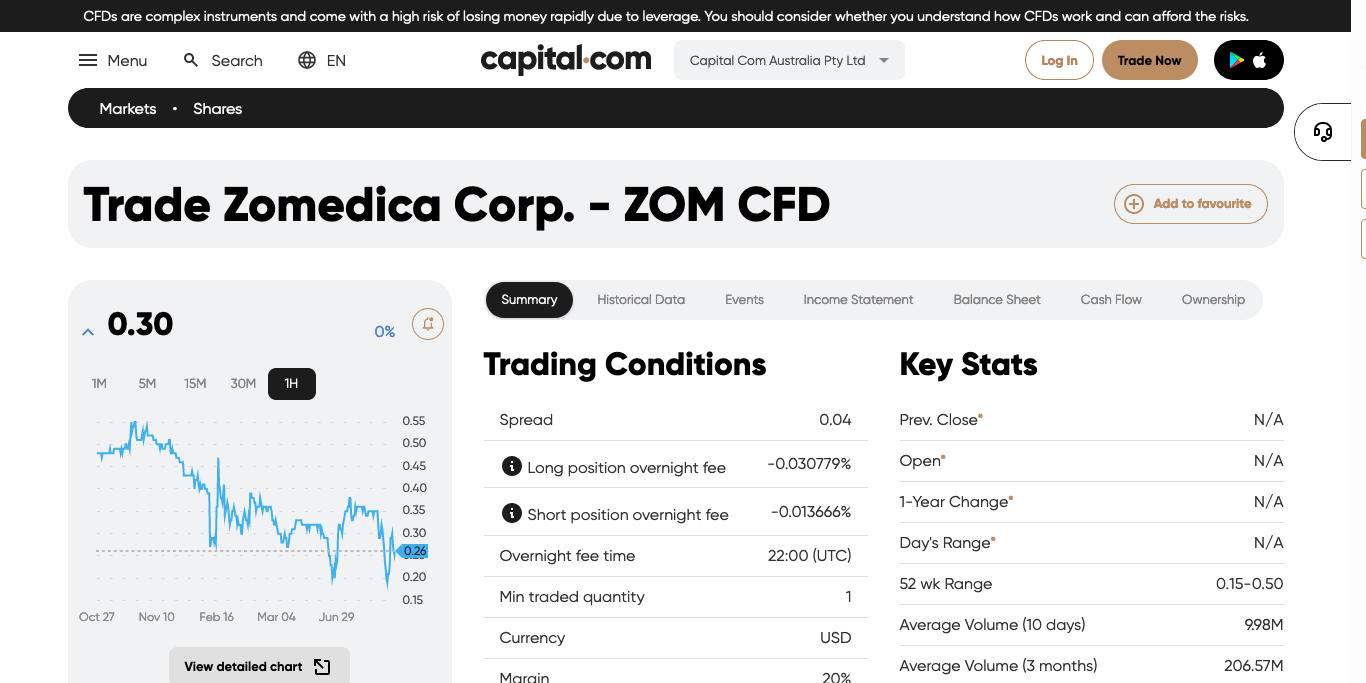 CFDs are complex instruments and come with a high risk of losing money rapidly due to leverage. You should consider whether you understand how CFDs work and can afford the risks.
Menu
Search
EN
capital.com
Capital Com Australia Pty Ltd
Log In
Trade Now
Markets • Shares
Trade Zomedica Corp. - ZOM CFD
Add to favourite
0.30
0%
1M
5M
15M
30M
1H
0.55
0.50
0.45
0.40
0.35
0.30
0.26
0.20
0.15
Oct 27
Nov 10
Feb 16
Mar 04
Jun 29
View detailed chart
Summary
Historical Data
Events
Income Statement
Balance Sheet
Cash Flow
Ownership
Trading Conditions
Spread 0.04
Long position overnight fee -0.030779%
Short position overnight fee -0.013666%
Overnight fee time 22:00 (UTC)
Min traded quantity 1
Currency USD
Margin 20%
Key Stats
Prev. Close* N/A
Open* N/A
1-Year Change* N/A
Day's Range* N/A
52 wk Range 0.15-0.50
Average Volume (10 days) 9.98M
Average Volume (3 months) 206.57M